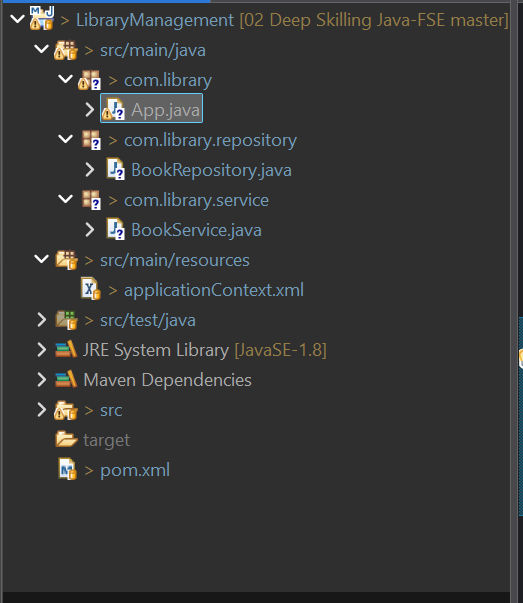 > LibraryManagement [02 Deep Skilling Java-FSE master]
> src/main/java
> com.library
> App.java
> com.library.repository
> BookRepository.java
> com.library.service
> BookService.java
> src/main/resources
> applicationContext.xml
> src/test/java
JRE System Library [JavaSE-1.8]
Maven Dependencies
> src
target
> pom.xml